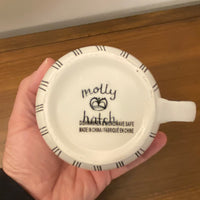 molly
hatch
DISHWASHER & MICROWAVE SAFE
MADE IN CHINA / FABRIQUÉ EN CHINE